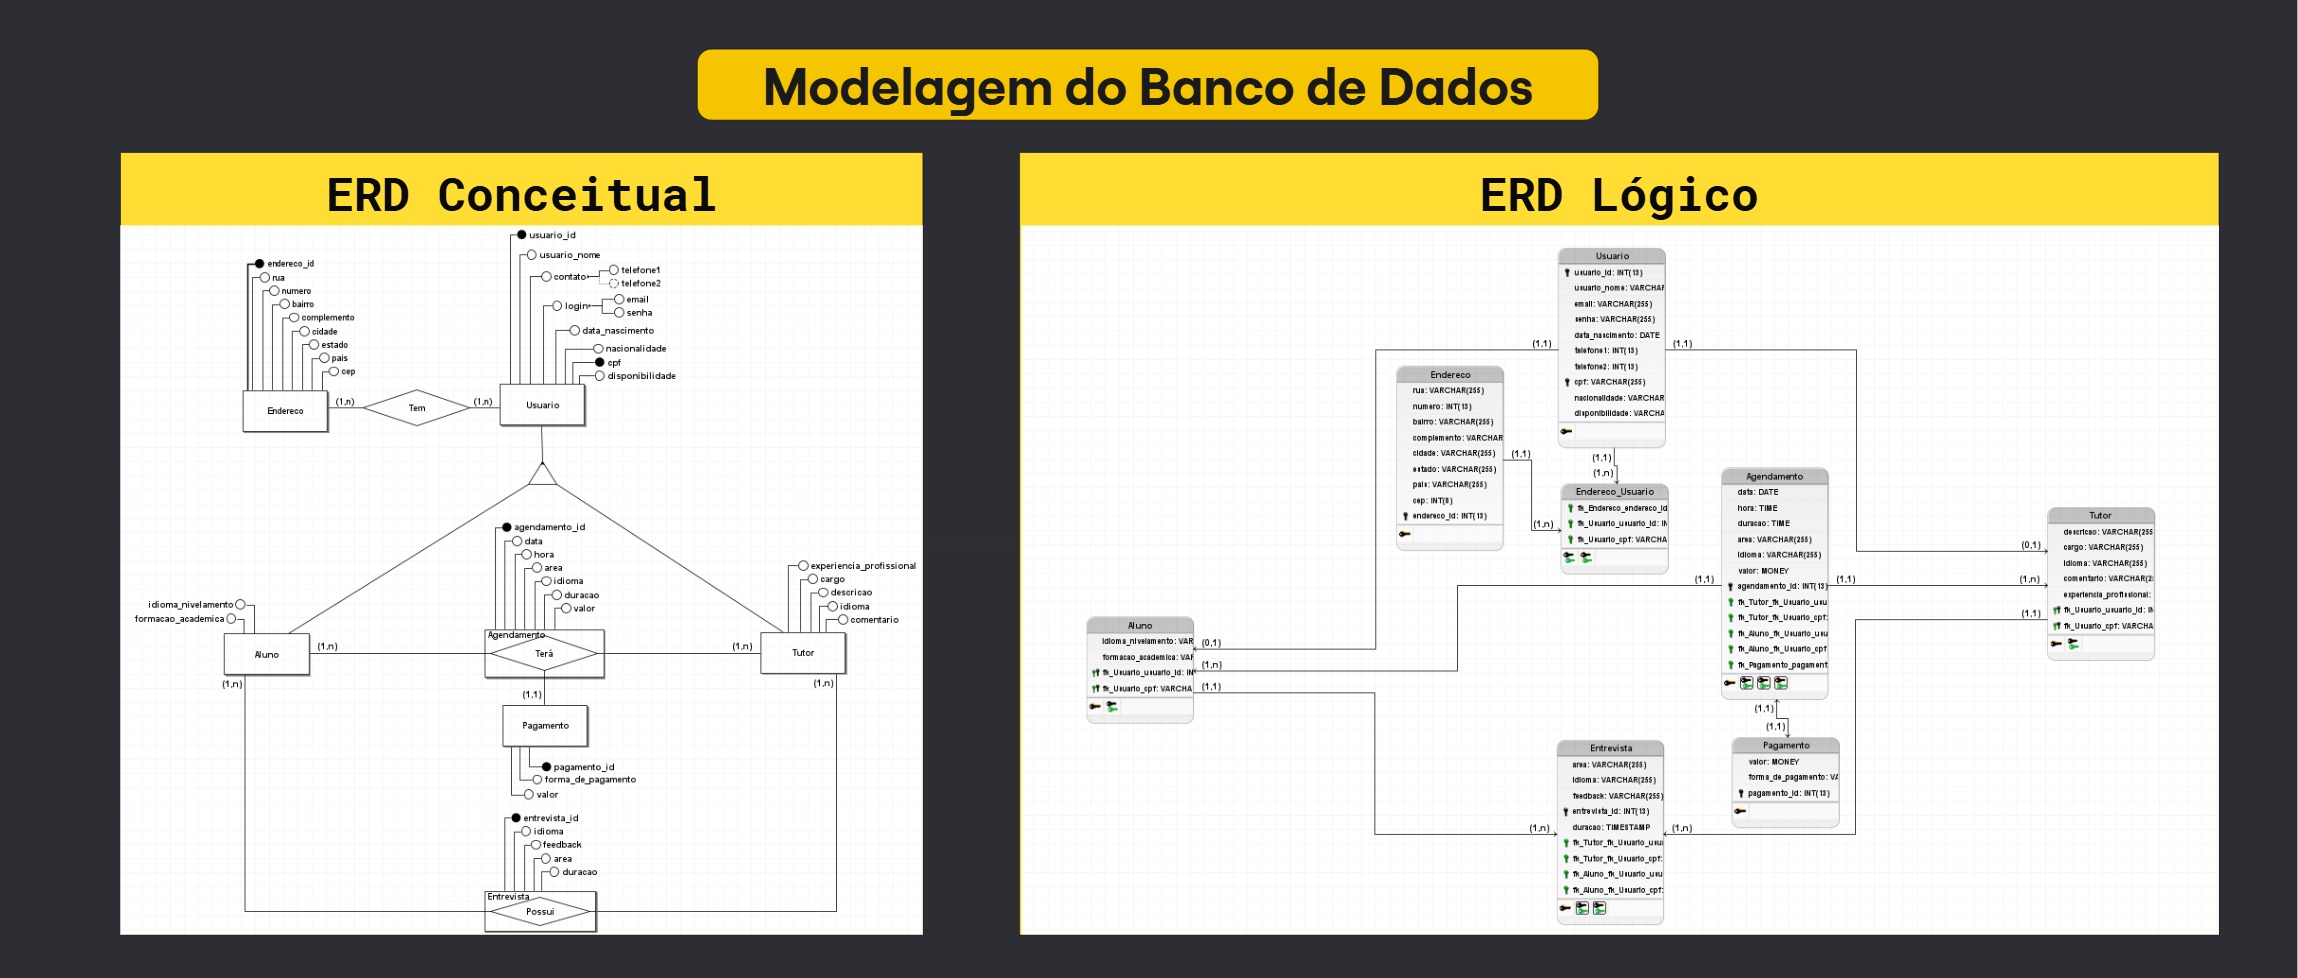 Modelagem do Banco de Dados
ERD Conceitual
usuario_id
usuario_nome
contato
telefone1
telefone2
login
email
senha
data_nascimento
nacionalidade
cpf
disponibilidade
endereco_id
rua
numero
bairro
complemento
cidade
estado
pais
cep
Endereco
(1,n)
Tem
(1,n)
Usuario
agendamento_id
data
hora
area
idioma
duracao
valor
experiencia_profissional
cargo
descricao
idioma
comentario
idioma_nivelamento
formacao_academica
Aluno
(1,n)
Agendamento
Terá
(1,n)
Tutor
(1,n)
(1,1)
(1,n)
Pagamento
pagamento_id
forma_de_pagamento
valor
entrevista_id
idioma
feedback
area
duracao
Entrevista
Possui
ERD Lógico
Usuario
usuario_id: INT(13)
usuario_nome: VARCHAR
email: VARCHAR(255)
senha: VARCHAR(255)
data_nascimento: DATE
telefone1: INT(13)
telefone2: INT(13)
cpf: VARCHAR(255)
nacionalidade: VARCHAR
disponibilidade: VARCHA
(1,1)
(1,1)
Endereco
rua: VARCHAR(255)
numero: INT(13)
bairro: VARCHAR(255)
complemento: VARCHAR
cidade: VARCHAR(255)
estado: VARCHAR(255)
pais: VARCHAR(255)
cep: INT(8)
endereco_id: INT(13)
(1,1)
(1,n)
(1,1)
(1,n)
Endereco_Usuario
fk_Endereco_endereco_id
fk_Usuario_usuario_id: IN
fk_Usuario_cpf: VARCHA
Agendamento
data: DATE
hora: TIME
duracao: TIME
area: VARCHAR(255)
idioma: VARCHAR(255)
valor: MONEY
agendamento_id: INT(13)
fk_Tutor_fk_Usuario_usu
fk_Tutor_fk_Usuario_cpf:
fk_Aluno_fk_Usuario_usu
fk_Aluno_fk_Usuario_cpf
fk_Pagamento_pagament
(1,1)
(1,1)
Tutor
descricao: VARCHAR(255
cargo: VARCHAR(255)
idioma: VARCHAR(255)
comentario: VARCHAR(2
experiencia_profissional:
fk_Usuario_usuario_id: IN
fk_Usuario_cpf: VARCHA
(0,1)
(1,n)
(1,1)
Aluno
idioma_nivelamento: VAR
formacao_academica: VAR
fk_Usuario_usuario_id: IN
fk_Usuario_cpf: VARCHA
(0,1)
(1,n)
(1,1)
(1,1)
(1,1)
Pagamento
valor: MONEY
forma_de_pagamento: VA
pagamento_id: INT(13)
Entrevista
area: VARCHAR(255)
idioma: VARCHAR(255)
feedback: VARCHAR(255)
entrevista_id: INT(13)
duracao: TIMESTAMP
fk_Tutor_fk_Usuario_usu
fk_Tutor_fk_Usuario_cpf:
fk_Aluno_fk_Usuario_usu
fk_Aluno_fk_Usuario_cpf:
(1,n)
(1,n)